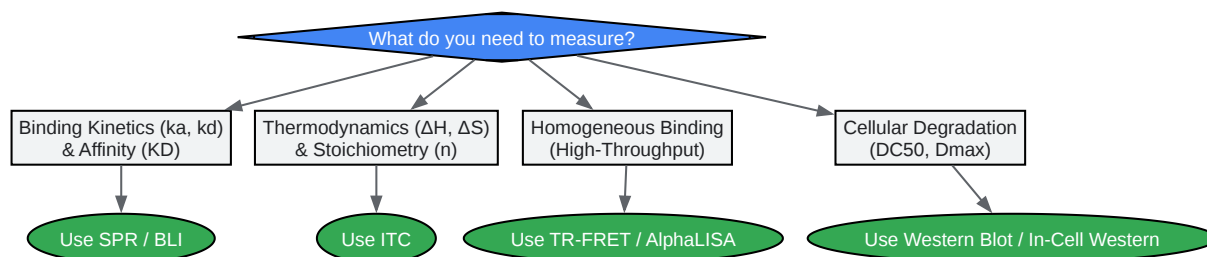 What do you need to measure?
Binding Kinetics (ka, kd)
& Affinity (KD)
Thermodynamics (ΔH, ΔS)
& Stoichiometry (n)
Homogeneous Binding
(High-Throughput)
Cellular Degradation
(DC50, Dmax)
Use SPR / BLI
Use ITC
Use TR-FRET / AlphaLISA
Use Western Blot / In-Cell Western